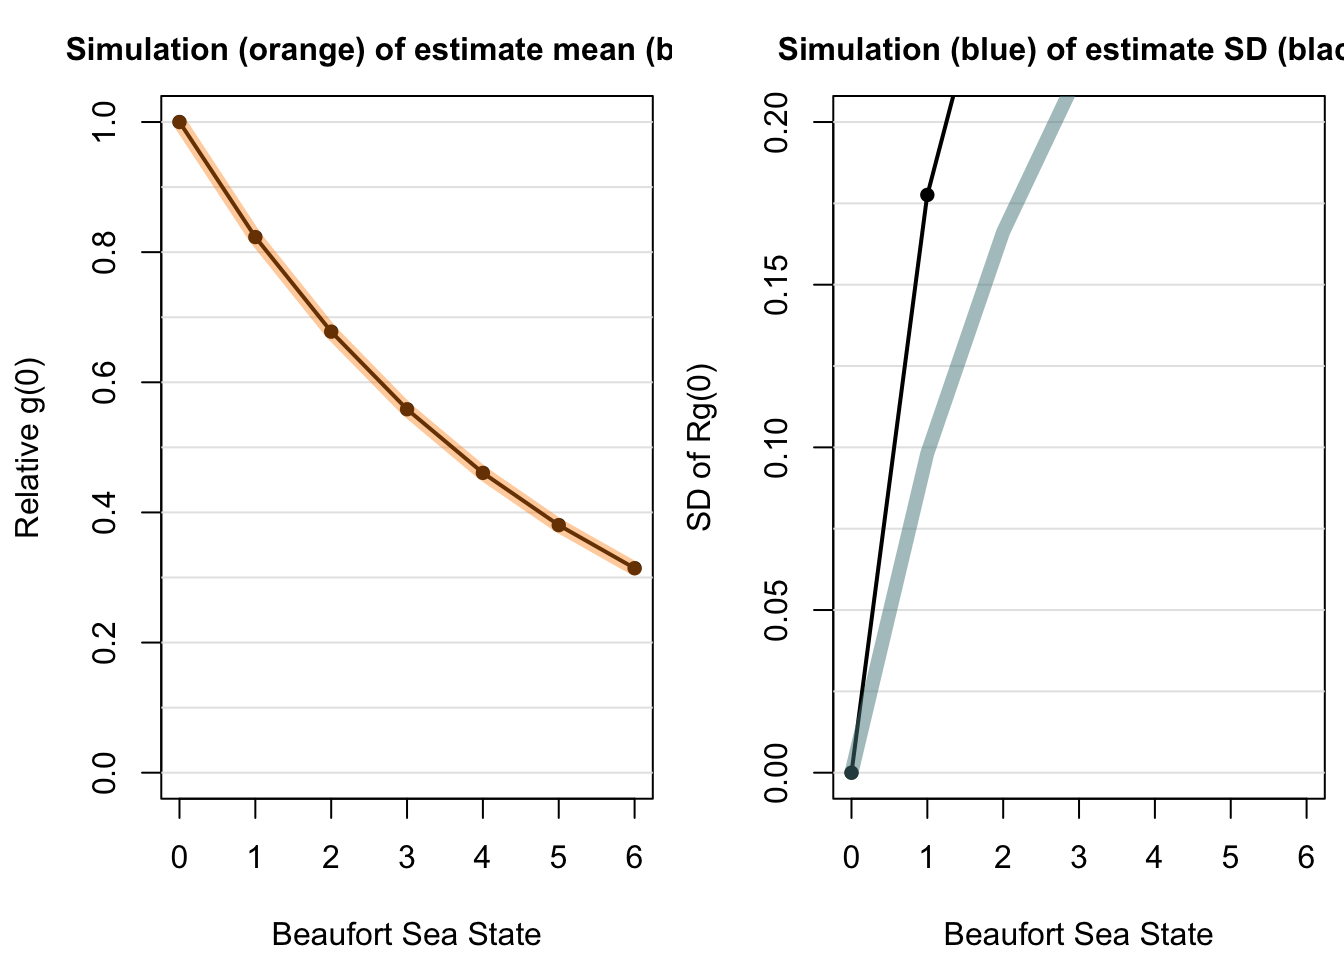 Simulation (orange) of estimate mean (b
Relative g(0)
1.0
0.8
0.6
0.4
0.2
0.0
0 1 2 3 4 5 6
Beaufort Sea State
Simulation (blue) of estimate SD (blac
SD of Rg(0)
0.20
0.15
0.10
0.05
0.00
0 1 2 3 4 5 6
Beaufort Sea State